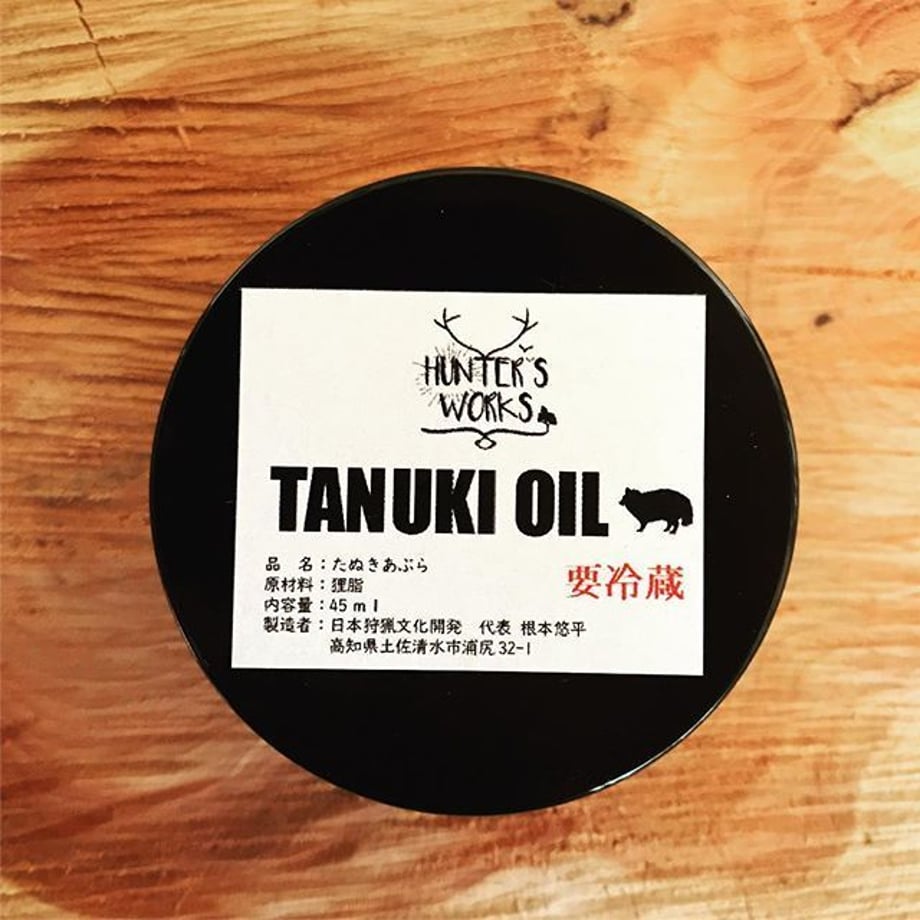 HUNTER'S
WORKS
TANUKI OIL
品　名：たぬきあぶら
原材料：狸脂
要冷蔵
内容量：45ml
製造者：日本狩猟文化開発　代表 根本悠平
高知県土佐清水市浦尻32-1